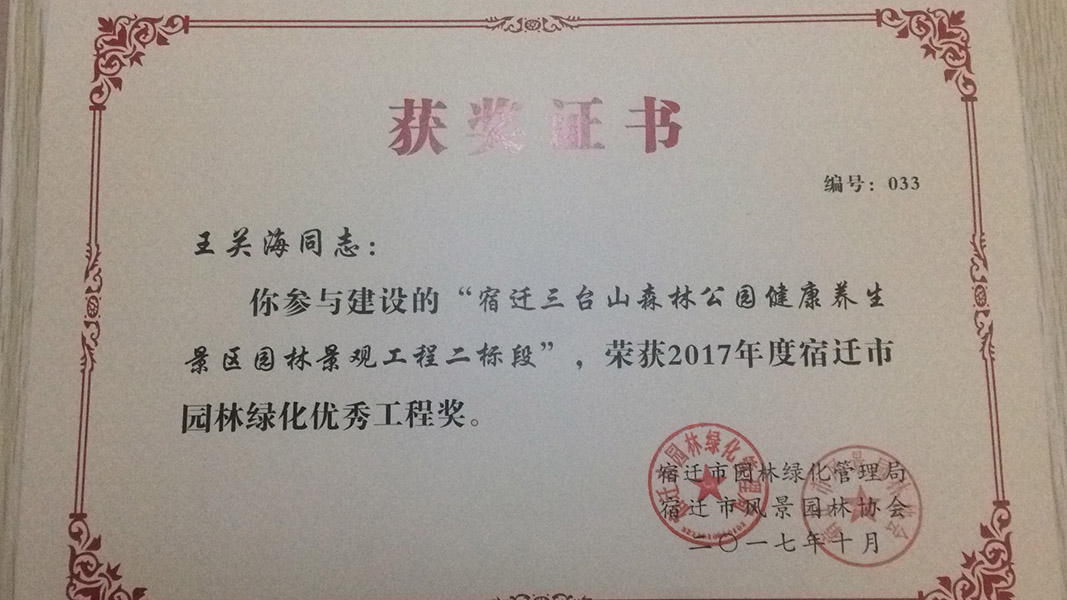 获奖证书
编号：033
王关海同志：
你参与建设的“宿迁三台山森林公园健康养生
景区园林景观工程二标段”，荣获2017年度宿迁市
园林绿化优秀工程奖。
宿迁市园林绿化管理局
宿迁市风景园林协会
二〇一七年十月